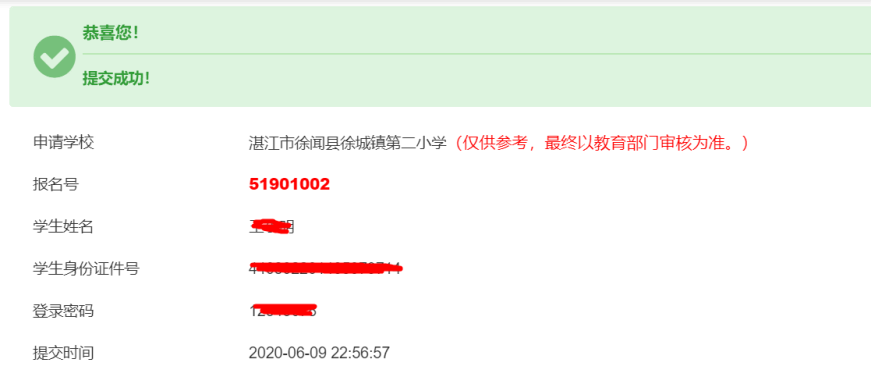 恭喜您!
提交成功!
申请学校 湛江市徐闻县徐城镇第二小学（仅供参考，最终以教育部门审核为准。）
报名号 51901002
学生姓名
学生身份证件号
登录密码
提交时间 2020-06-09 22:56:57